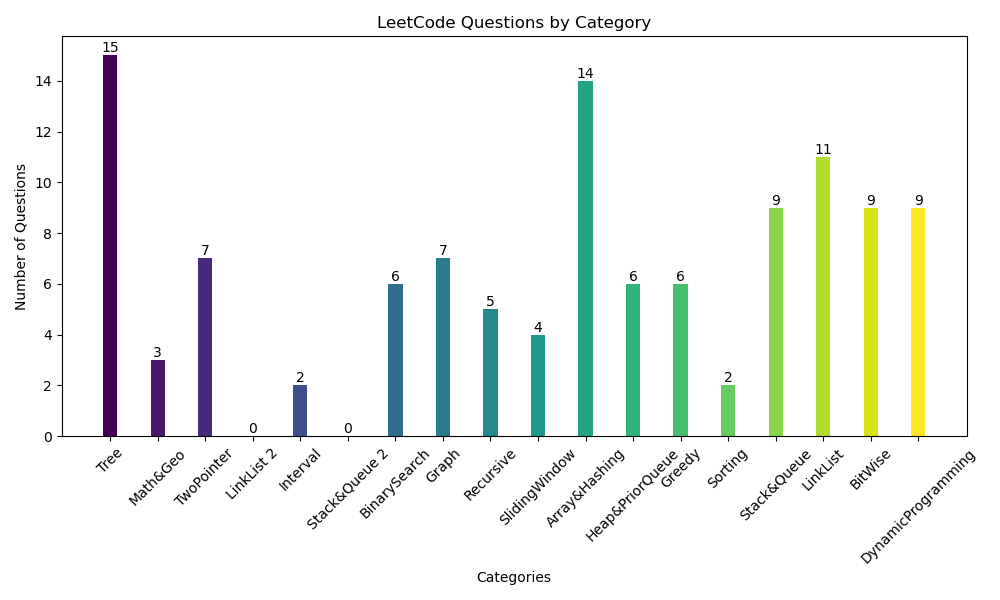 LeetCode Questions by Category
Number of Questions
14
12
10
8
6
4
2
0
15
3
7
0
2
0
6
7
5
4
14
6
6
2
9
11
9
9
Tree
Math&Geo
TwoPointer
LinkList 2
Interval
Stack&Queue 2
BinarySearch
Graph
Recursive
SlidingWindow
Array&Hashing
Heap&PriorQueue
Greedy
Sorting
Stack&Queue
LinkList
BitWise
DynamicProgramming
Categories